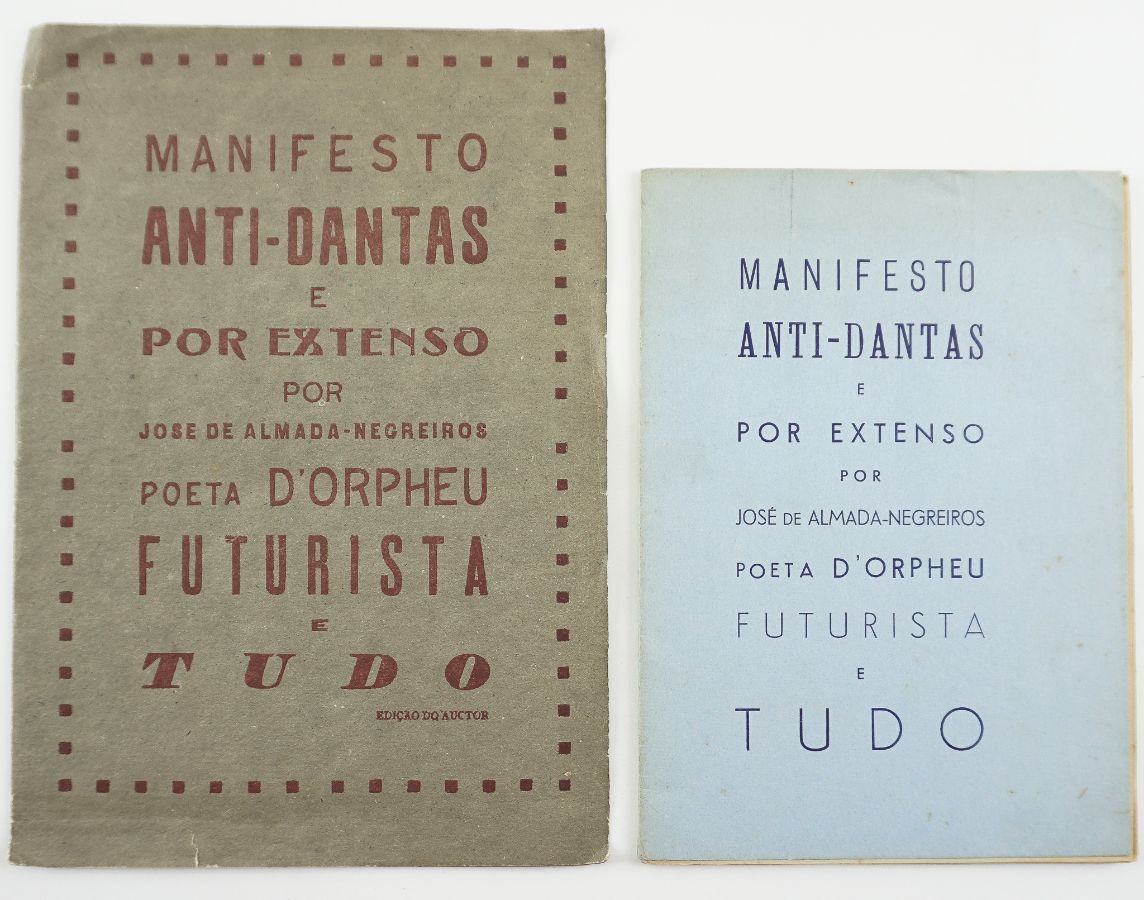 MANIFESTO
ANTI-DANTAS
E
POR EXTENSO
POR
JOSE DE ALMADA-NEGREIROS
POETA D'ORPHEU
FUTURISTA
E
TUDO
EDIÇÃO DO AUCTOR
MANIFESTO
ANTI-DANTAS
E
POR EXTENSO
POR
JOSÉ DE ALMADA-NEGREIROS
POETA D'ORPHEU
FUTURISTA
E
TUDO